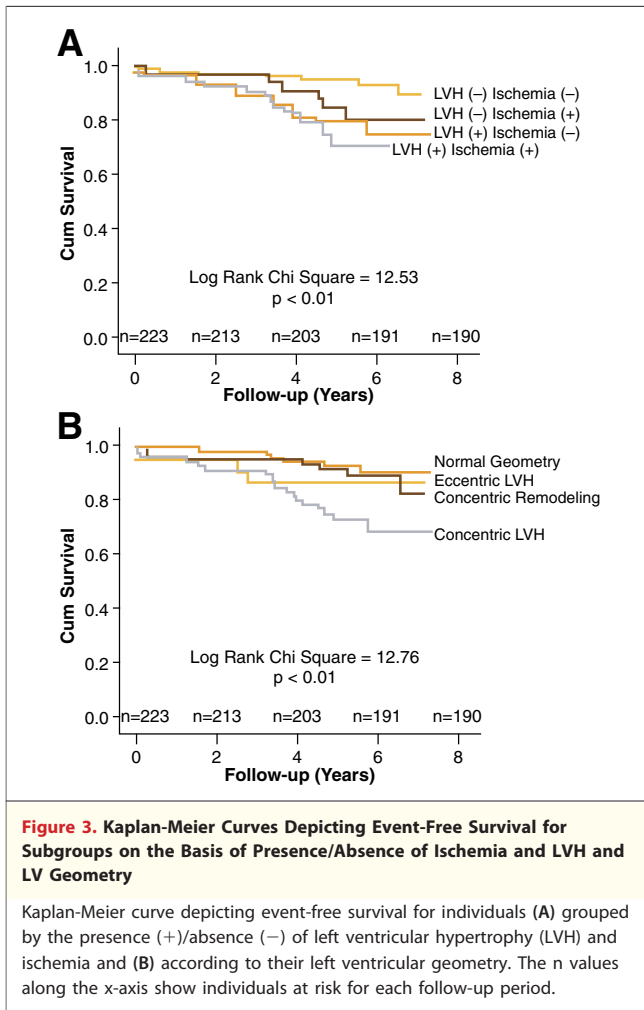 A
1.0
0.8
0.6
0.4
0.2
0.0
Cum Survival
LVH (−) Ischemia (−)
LVH (−) Ischemia (+)
LVH (+) Ischemia (−)
LVH (+) Ischemia (+)
Log Rank Chi Square = 12.53
p < 0.01
n=223 n=213 n=203 n=191 n=190
0 2 4 6 8
Follow-up (Years)
B
1.0
0.8
0.6
0.4
0.2
0.0
Cum Survival
Normal Geometry
Eccentric LVH
Concentric Remodeling
Concentric LVH
Log Rank Chi Square = 12.76
p < 0.01
n=223 n=213 n=203 n=191 n=190
0 2 4 6 8
Follow-up (Years)
Figure 3. Kaplan-Meier Curves Depicting Event-Free Survival for
Subgroups on the Basis of Presence/Absence of Ischemia and LVH and
LV Geometry
Kaplan-Meier curve depicting event-free survival for individuals (A) grouped
by the presence (+)/absence (−) of left ventricular hypertrophy (LVH) and
ischemia and (B) according to their left ventricular geometry. The n values
along the x-axis show individuals at risk for each follow-up period.